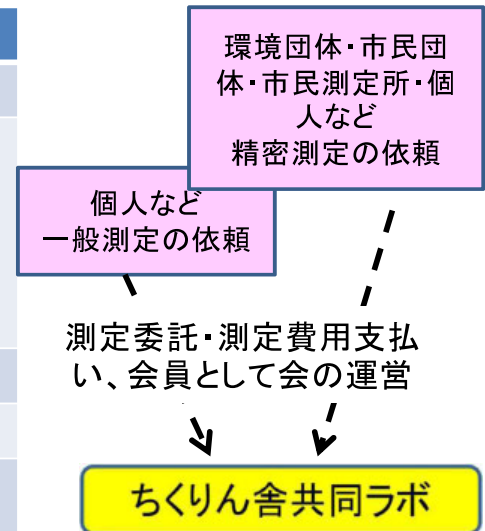 環境団体・市民団
体・市民測定所・個
人など
精密測定の依頼
個人など
一般測定の依頼
測定委託・測定費用支払
い、会員として会の運営
ちくりん舎共同ラボ